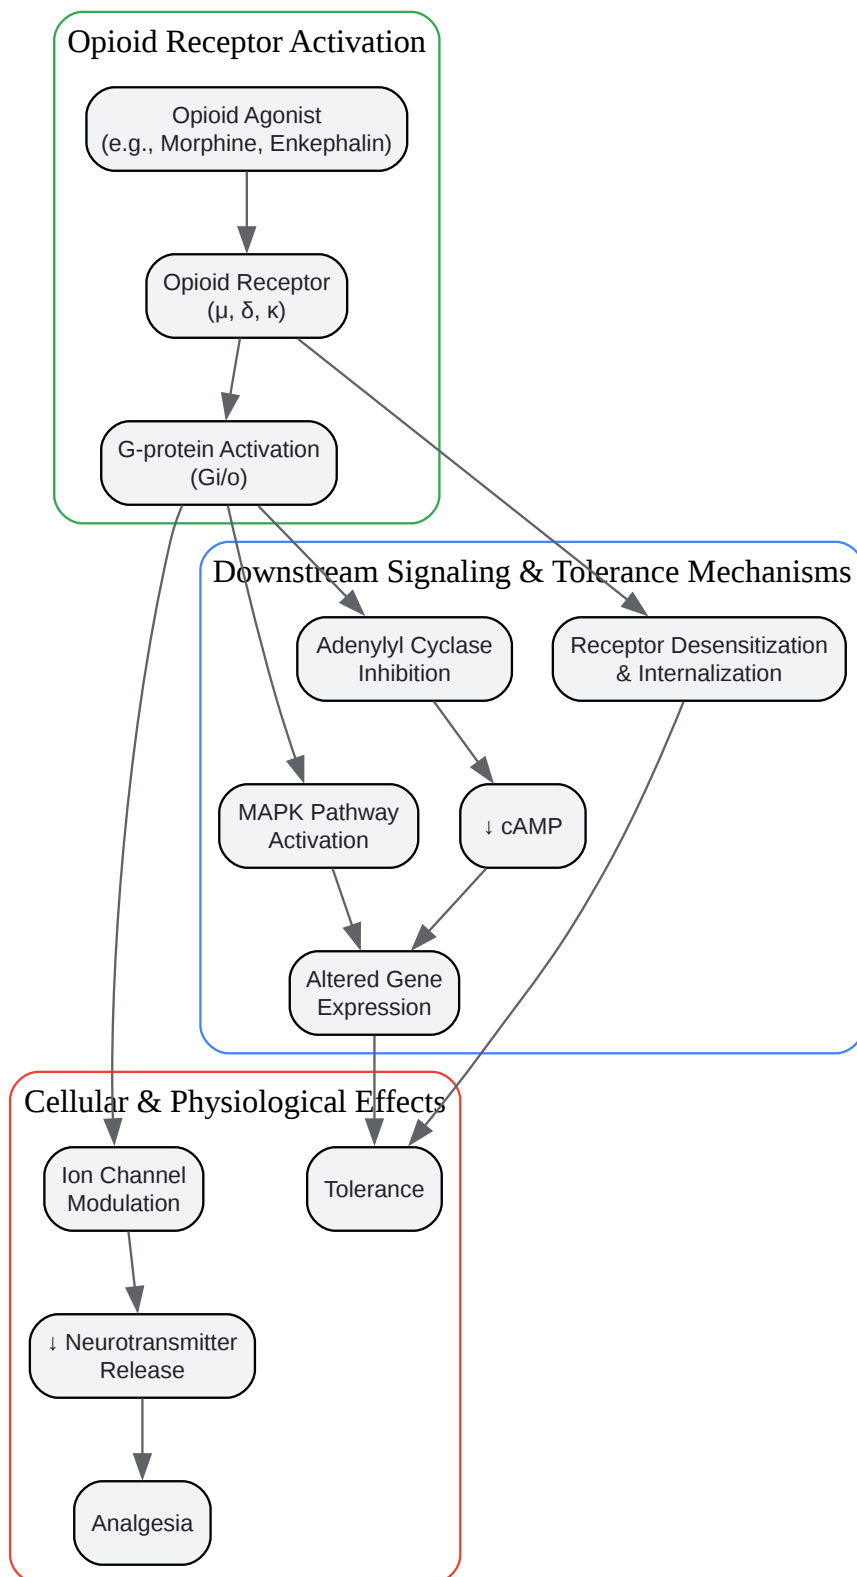 Opioid Receptor Activation
Opioid Agonist
(e.g., Morphine, Enkephalin)
Opioid Receptor
(μ, δ, κ)
G-protein Activation
(Gi/o)
Downstream Signaling & Tolerance Mechanisms
Adenylyl Cyclase
Inhibition
Receptor Desensitization
& Internalization
MAPK Pathway
Activation
↓ cAMP
Altered Gene
Expression
Cellular & Physiological Effects
Ion Channel
Modulation
Tolerance
↓ Neurotransmitter
Release
Analgesia